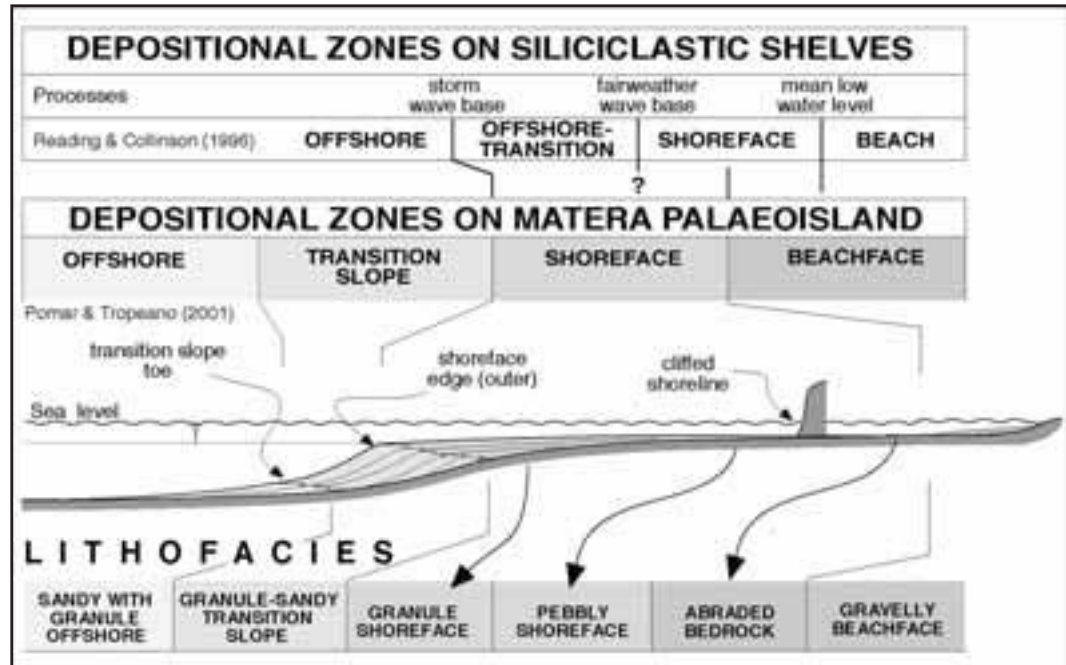 DEPOSITIONAL ZONES ON SILICICLASTIC SHELVES
Processes
storm
wave base
fairweather
wave base
mean low
water level
Reading & Collinson (1996)
OFFSHORE
OFFSHORE-
TRANSITION
SHOREFACE
BEACH
?
DEPOSITIONAL ZONES ON MATERA PALAEOISLAND
OFFSHORE
TRANSITION
SLOPE
SHOREFACE
BEACHFACE
Pomar & Tropeano (2001)
transition slope
toe
shoreface
edge (outer)
cliffed
shoreline
Sea level
LITHOFACIES
SANDY WITH
GRANULE
OFFSHORE
GRANULE-SANDY
TRANSITION
SLOPE
GRANULE
SHOREFACE
PEBBLY
SHOREFACE
ABRADED
BEDROCK
GRAVELLY
BEACHFACE